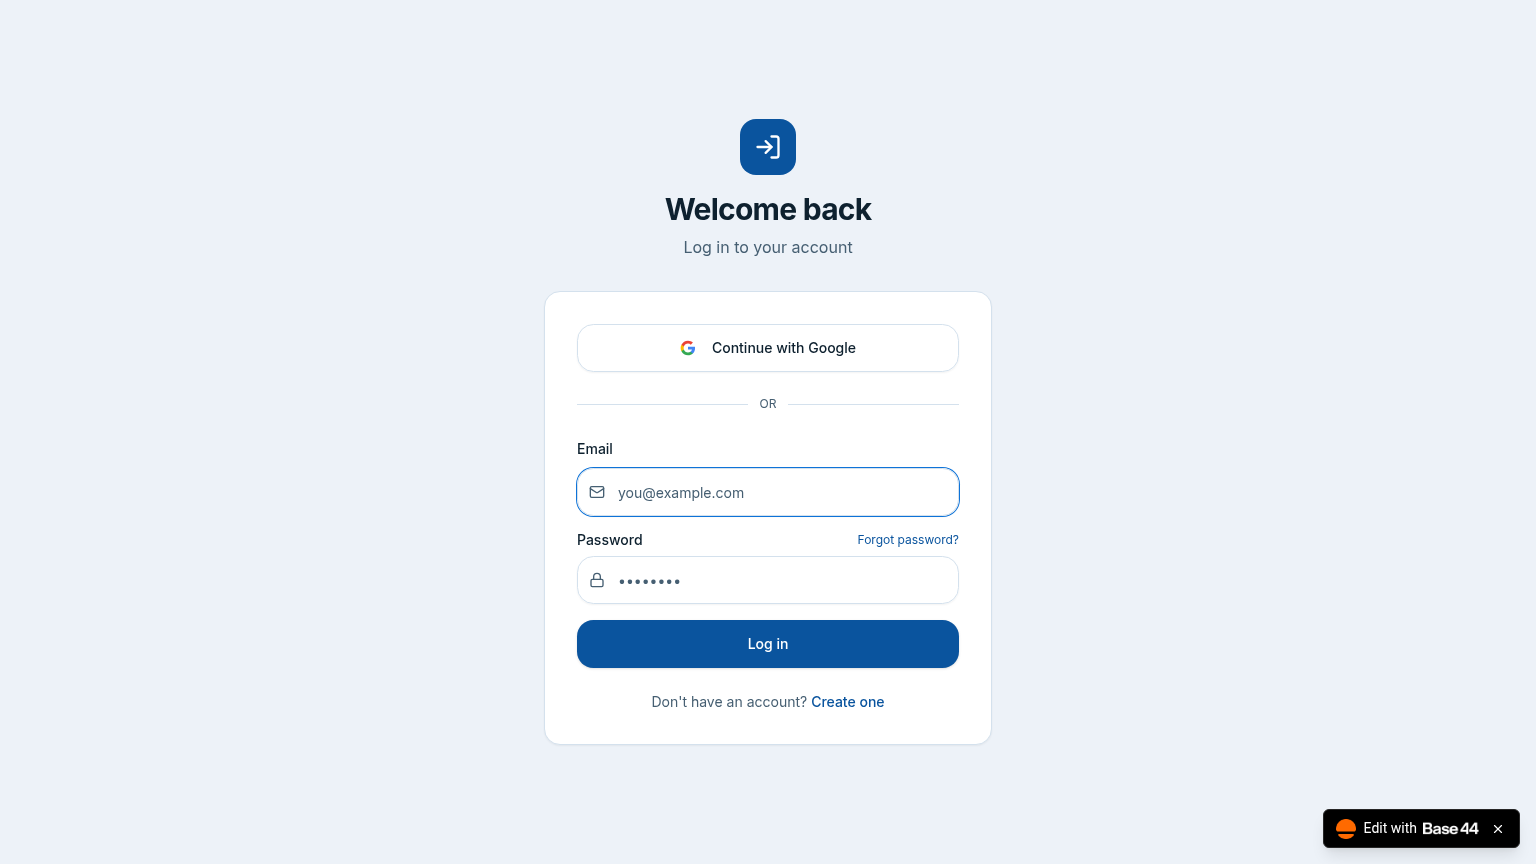 Welcome back
Log in to your account
Continue with Google
OR
Email
you@example.com
Password Forgot password?
••••••••
Log in
Don't have an account? Create one
Edit with Base44